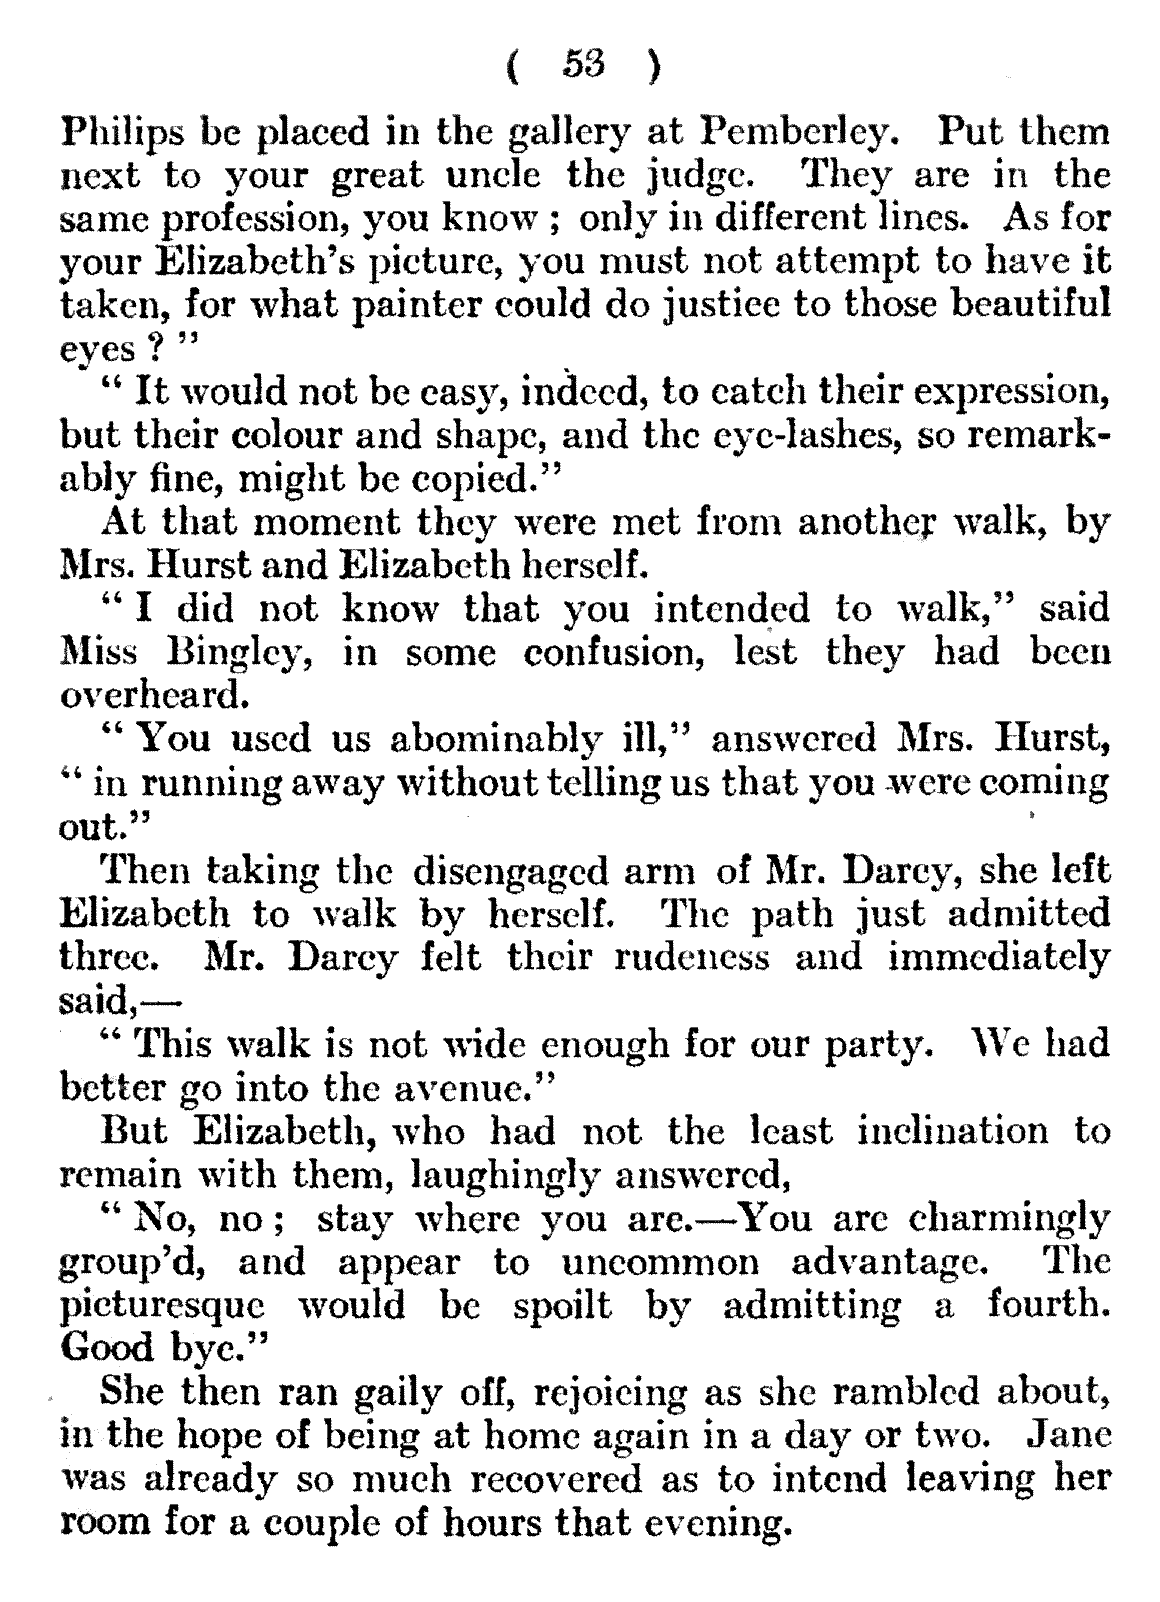 ( 53 )
Philips be placed in the gallery at Pemberley. Put them
next to your great uncle the judge. They are in the
same profession, you know ; only in different lines. As for
your Elizabeth's picture, you must not attempt to have it
taken, for what painter could do justice to those beautiful
eyes ? "
" It would not be easy, indeed, to catch their expression,
but their colour and shape, and the eye-lashes, so remark-
ably fine, might be copied."
At that moment they were met from another walk, by
Mrs. Hurst and Elizabeth herself.
" I did not know that you intended to walk," said
Miss Bingley, in some confusion, lest they had been
overheard.
" You used us abominably ill," answered Mrs. Hurst,
" in running away without telling us that you were coming
out."
Then taking the disengaged arm of Mr. Darcy, she left
Elizabeth to walk by herself. The path just admitted
three. Mr. Darcy felt their rudeness and immediately
said,—
" This walk is not wide enough for our party. We had
better go into the avenue."
But Elizabeth, who had not the least inclination to
remain with them, laughingly answered,
" No, no ; stay where you are.—You are charmingly
group'd, and appear to uncommon advantage. The
picturesque would be spoilt by admitting a fourth.
Good bye."
She then ran gaily off, rejoicing as she rambled about,
in the hope of being at home again in a day or two. Jane
was already so much recovered as to intend leaving her
room for a couple of hours that evening.